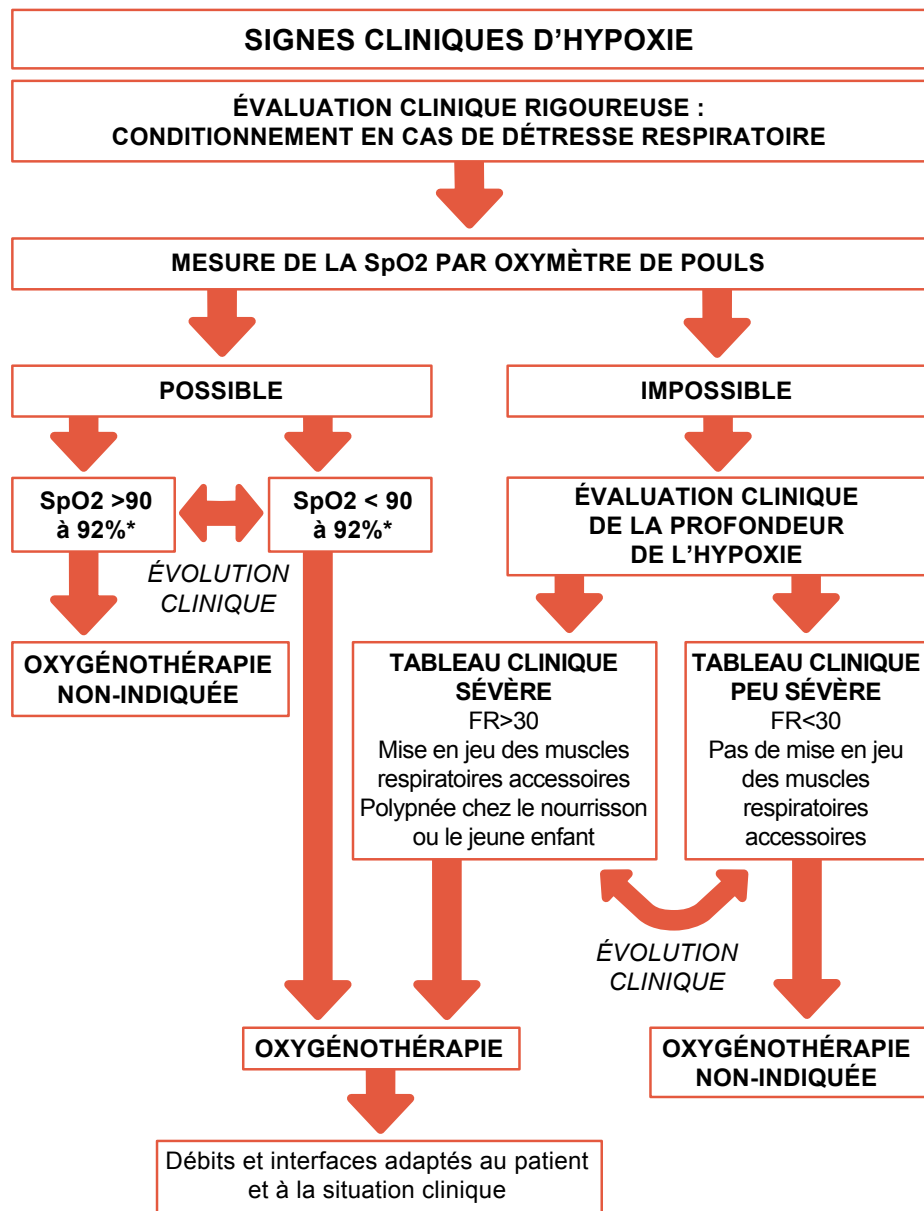 SIGNES CLINIQUES D’HYPOXIE
ÉVALUATION CLINIQUE RIGOUREUSE :
CONDITIONNEMENT EN CAS DE DÉTRESSE RESPIRATOIRE
MESURE DE LA SpO2 PAR OXYMÈTRE DE POULS
POSSIBLE
IMPOSSIBLE
SpO2 >90
à 92%*
SpO2 < 90
à 92%*
ÉVOLUTION
CLINIQUE
ÉVALUATION CLINIQUE
DE LA PROFONDEUR
DE L’HYPOXIE
OXYGÉNOTHÉRAPIE
NON-INDIQUÉE
TABLEAU CLINIQUE
SÉVÈRE
FR>30
Mise en jeu des muscles
respiratoires accessoires
Polypnée chez le nourrisson
ou le jeune enfant
TABLEAU CLINIQUE
PEU SÉVÈRE
FR<30
Pas de mise en jeu
des muscles
respiratoires
accessoires
ÉVOLUTION
CLINIQUE
OXYGÉNOTHÉRAPIE
OXYGÉNOTHÉRAPIE
NON-INDIQUÉE
Débits et interfaces adaptés au patient
et à la situation clinique